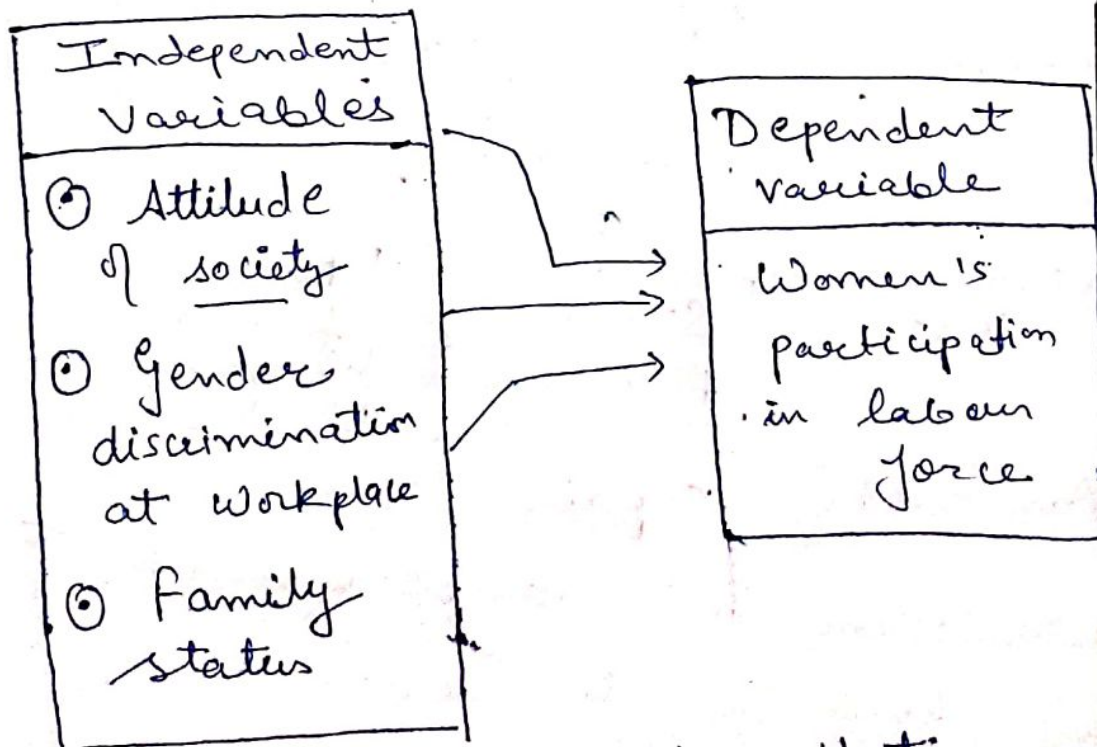 Independent
variables
Attitude
of society
Gender
discrimination
at workplace
Family
status
Dependent
variable
Women's
participation
in labour
force